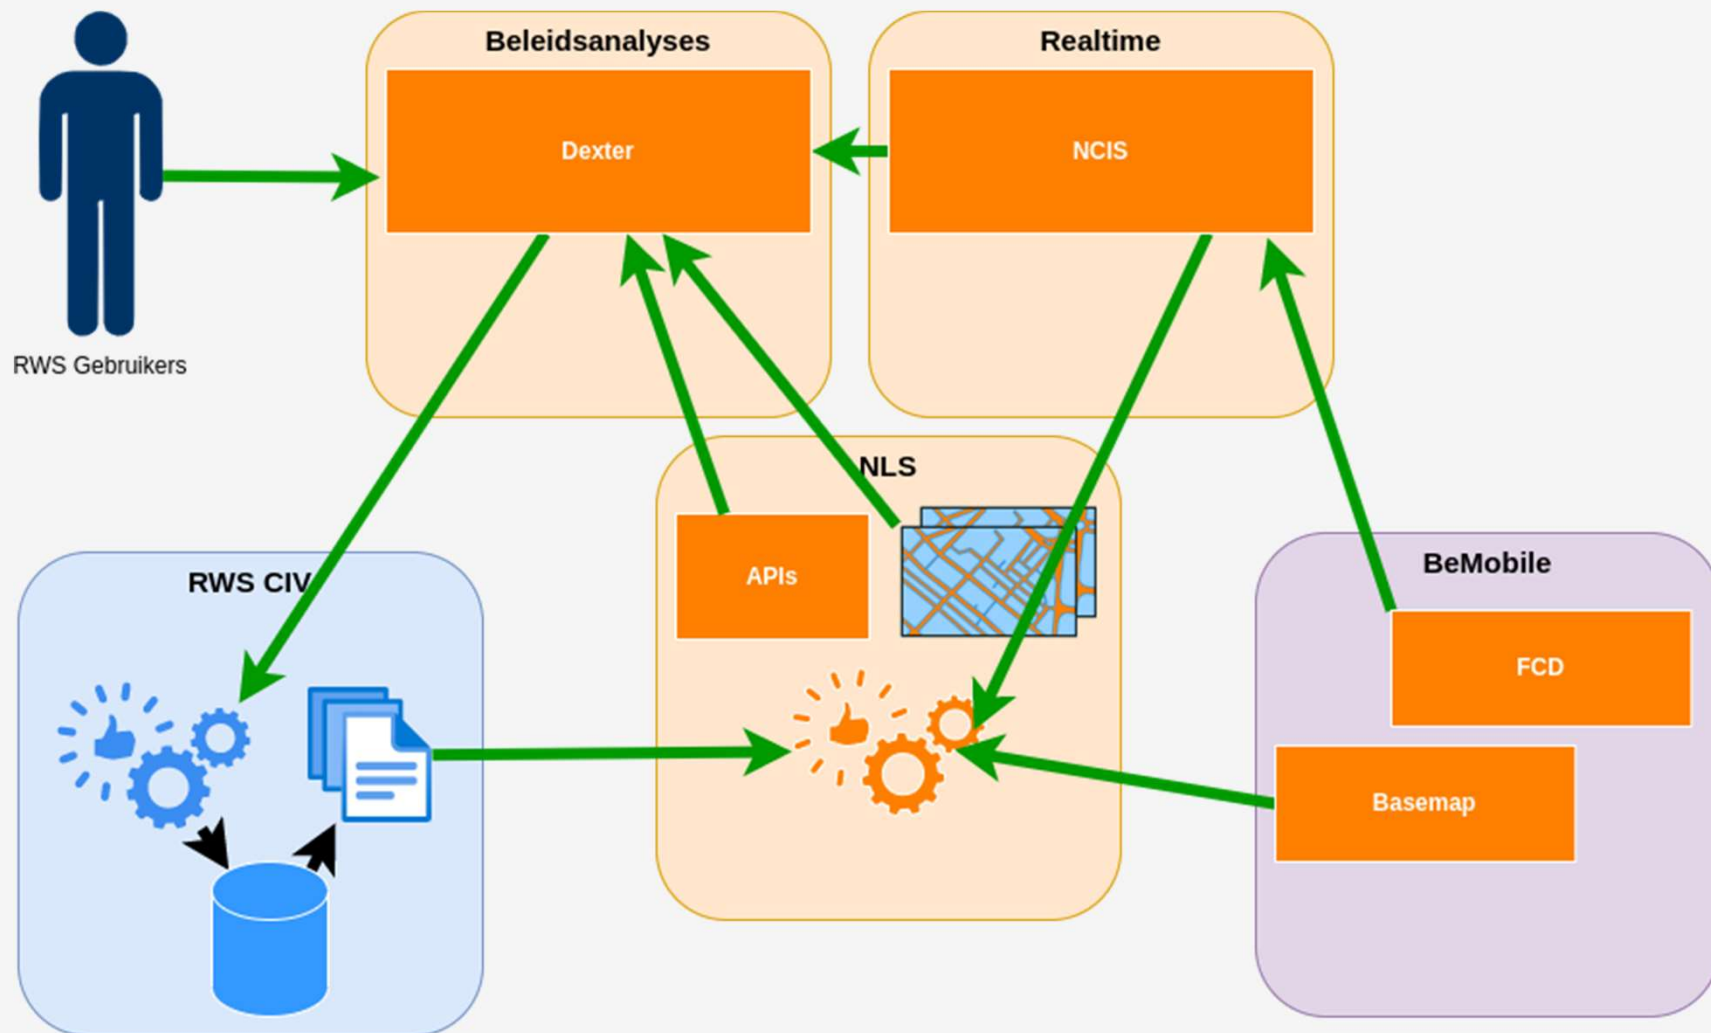 Beleidsanalyses
Realtime
Dexter
NCIS
RWS Gebruikers
NLS
APIs
RWS CIV
BeMobile
FCD
Basemap